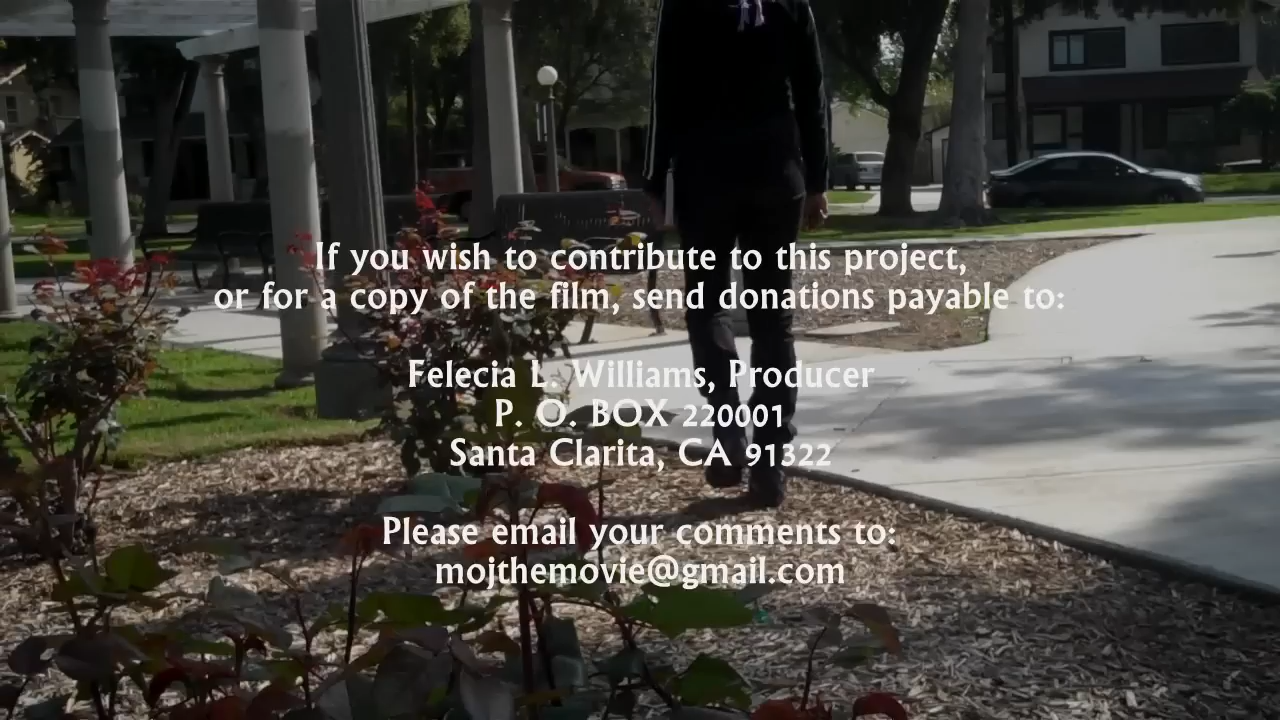 If you wish to contribute to this project,
or for a copy of the film, send donations payable to:
Felecia L. Williams, Producer
P. O. BOX 220001
Santa Clarita, CA 91322
Please email your comments to:
mojthemovie@gmail.com